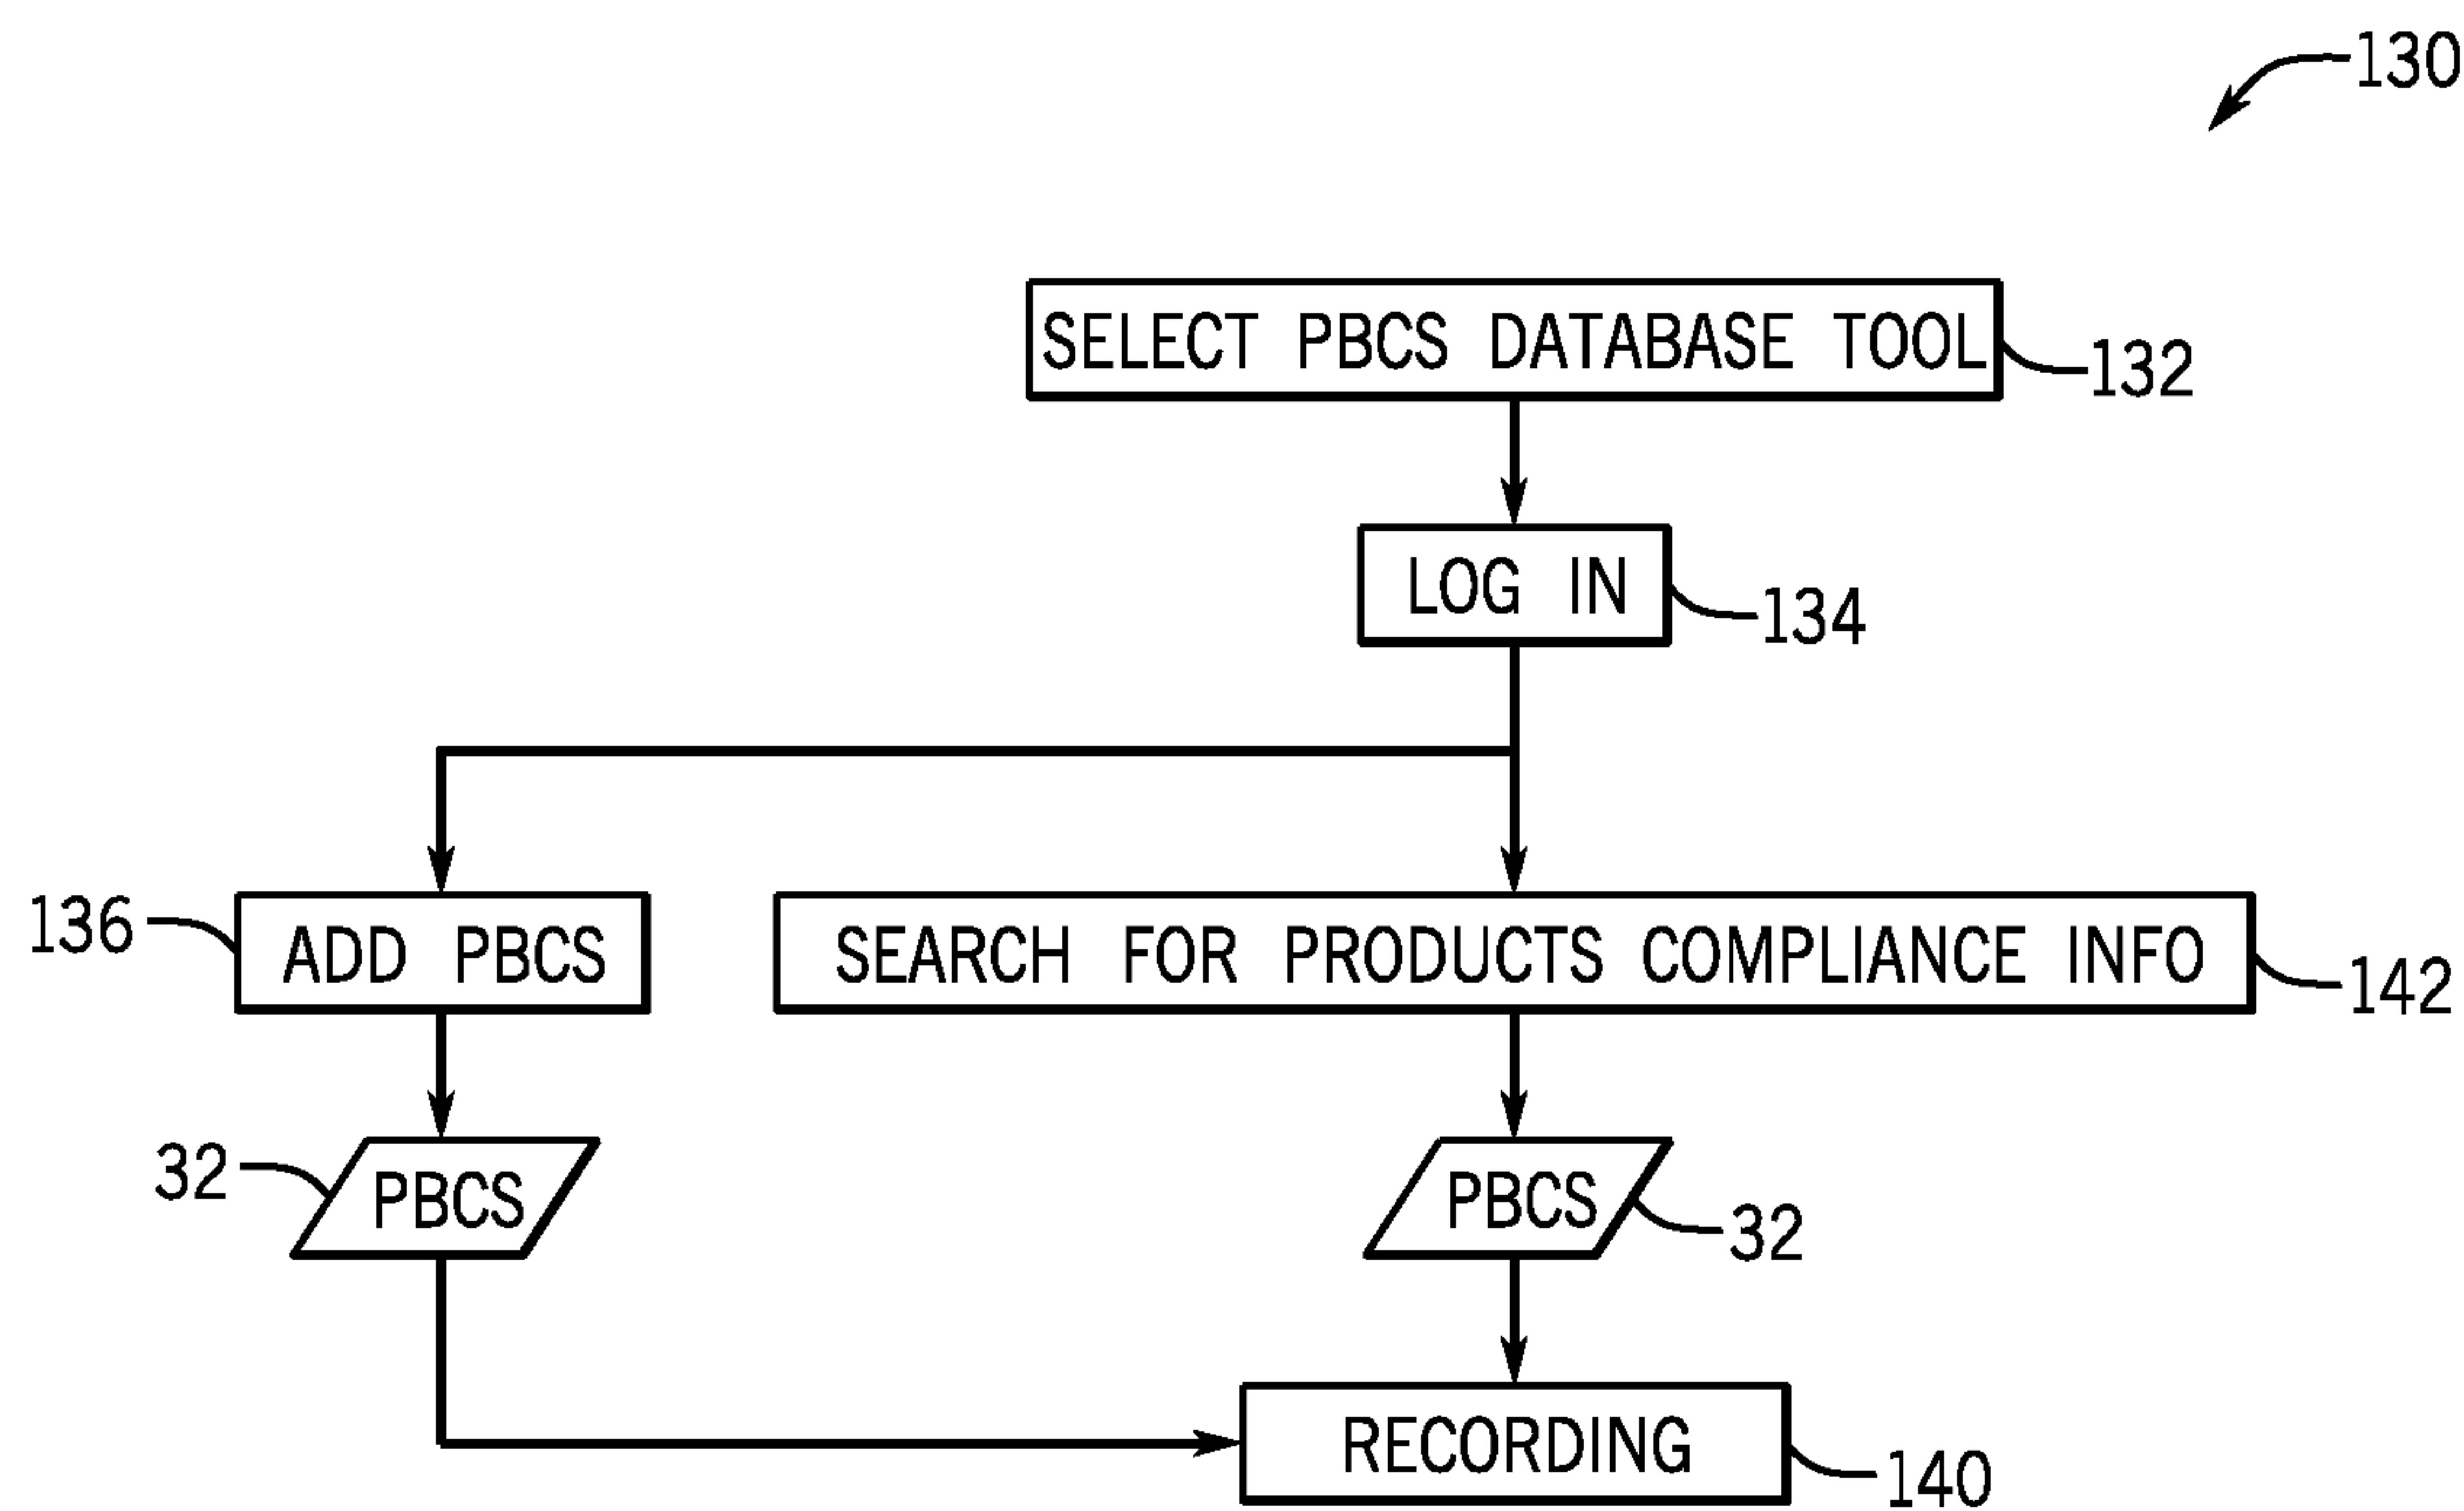 130
SELECT PBCS DATABASE TOOL
132
LOG IN
134
136
ADD PBCS
SEARCH FOR PRODUCTS COMPLIANCE INFO
142
32
PBCS
PBCS
32
RECORDING
140